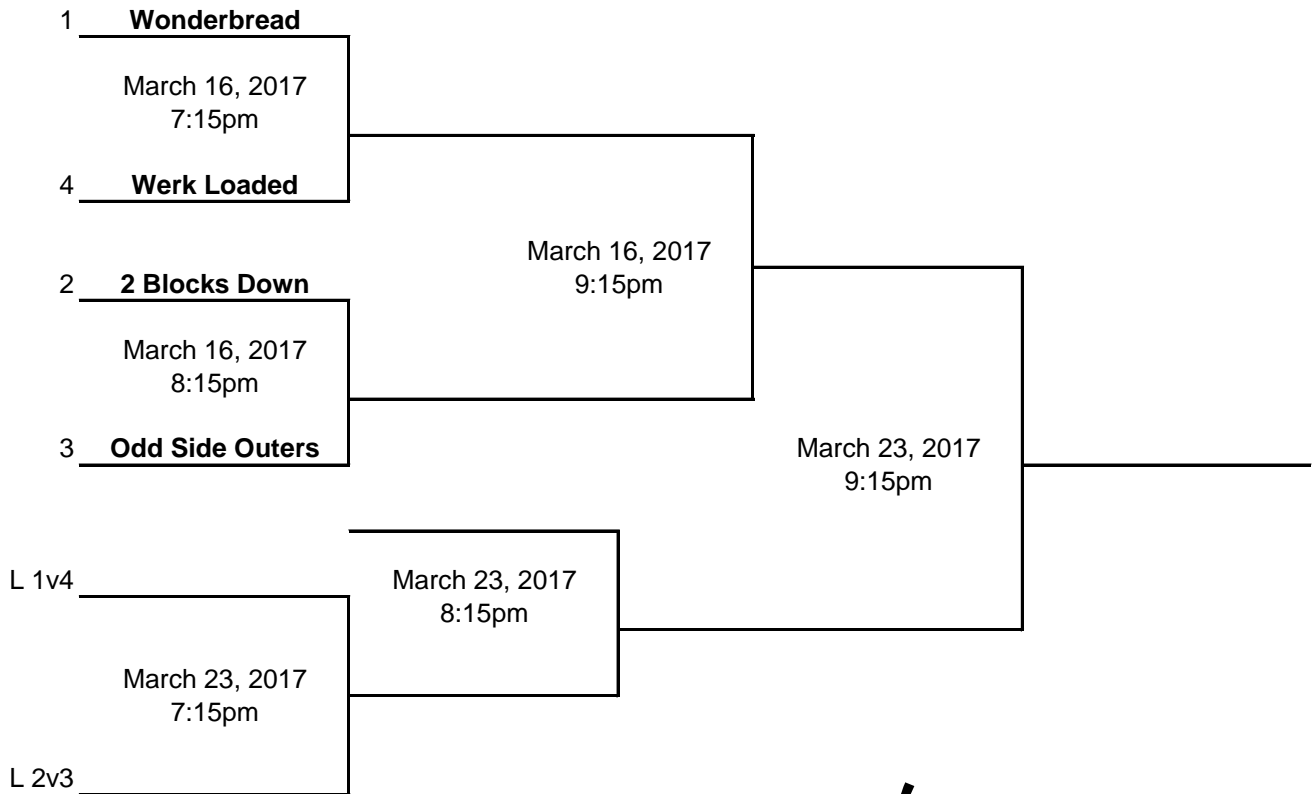 1 Wonderbread
March 16, 2017
7:15pm
4 Werk Loaded
March 16, 2017
9:15pm
2 2 Blocks Down
March 16, 2017
8:15pm
3 Odd Side Outers
March 23, 2017
9:15pm
L 1v4
March 23, 2017
8:15pm
March 23, 2017
7:15pm
L 2v3